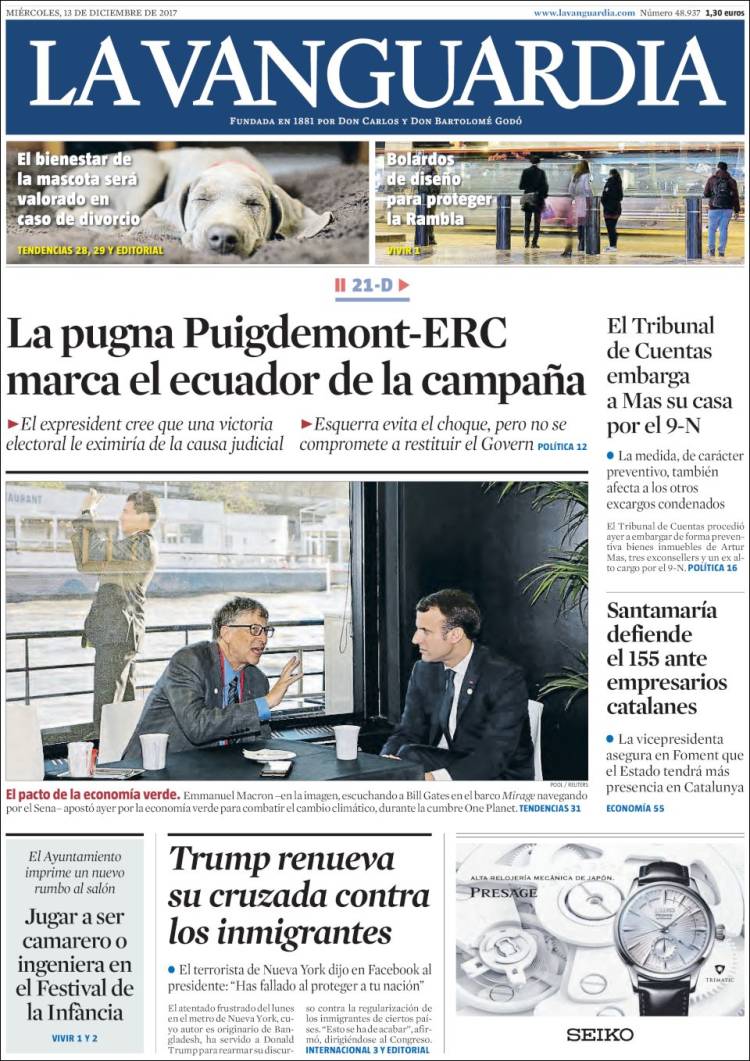 MIÉRCOLES, 13 DE DICIEMBRE DE 2017
www.lavanguardia.com Número 48.937 1,30 euros
LA VANGUARDIA
FUNDADA EN 1881 POR DON CARLOS Y DON BARTOLOMÉ GODÓ
El bienestar de
la mascota será
valorado en
caso de divorcio
TENDENCIAS 28, 29 Y EDITORIAL
Bolardos
de diseño
para proteger
la Rambla
VIVIR 1
21-D
La pugna Puigdemont-ERC
marca el ecuador de la campaña
El expresident cree que una victoria
electoral le eximiría de la causa judicial
Esquerra evita el choque, pero no se
compromete a restituir el Govern POLÍTICA 12
AURANT
POOL / REUTERS
El pacto de la economía verde. Emmanuel Macron –en la imagen, escuchando a Bill Gates en el barco Mirage navegando
por el Sena– apostó ayer por la economía verde para combatir el cambio climático, durante la cumbre One Planet. TENDENCIAS 31
El Tribunal
de Cuentas
embarga
a Mas su casa
por el 9-N
• La medida, de carácter
preventivo, también
afecta a los otros
excargos condenados
El Tribunal de Cuentas procedió
ayer a embargar de forma preventiva
bienes inmuebles de Artur
Mas, tres exconsellers y un ex al-
to cargo por el 9-N. POLÍTICA 16
Santamaría
defiende
el 155 ante
empresarios
catalanes
• La vicepresidenta
asegura en Foment que
el Estado tendrá más
presencia en Catalunya
ECONOMÍA 55
El Ayuntamiento
imprime un nuevo
rumbo al salón
Jugar a ser
camarero o
ingeniera en
el Festival de
la Infància
VIVIR 1 Y 2
Trump renueva
su cruzada contra
los inmigrantes
• El terrorista de Nueva York dijo en Facebook al
presidente: “Has fallado al proteger a tu nación”
El atentado frustrado del lunes
en el metro de Nueva York, cu-
yo autor es originario de Ban-
gladesh, ha servido a Donald
Trump para rearmar su discur-
so contra la regularización de
los inmigrantes de ciertos paí-
ses. “Esto se ha de acabar”, afir-
mó, dirigiéndose al Congreso.
INTERNACIONAL 3 Y EDITORIAL
ALTA RELOJERÍA MECÁNICA DE JAPÓN.
PRESAGE
TRIMATIC
SEIKO